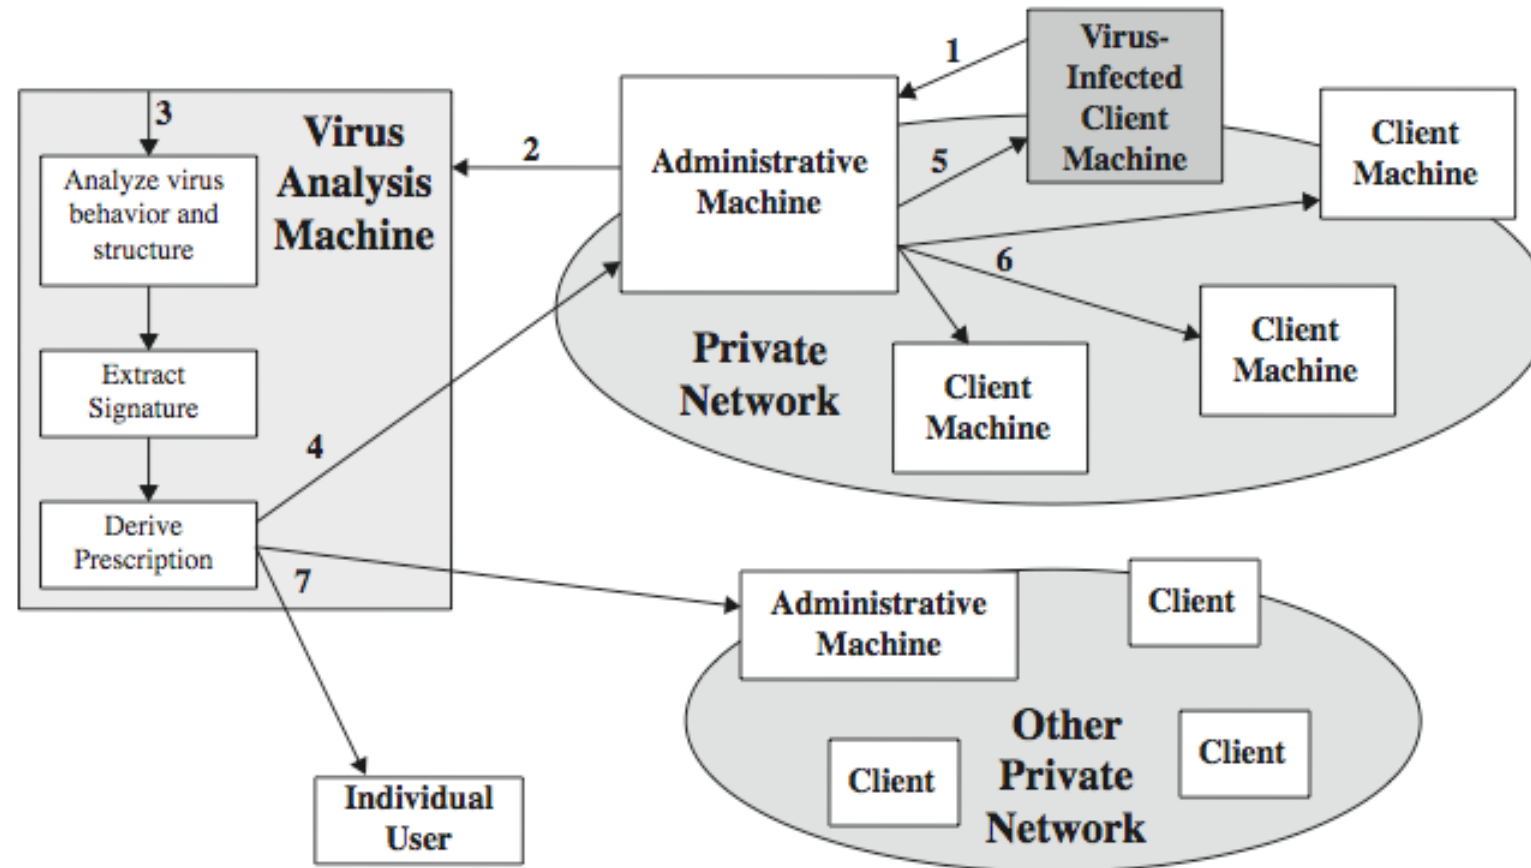 3
Virus
Analysis
Machine
Analyze virus
behavior and
structure
Extract
Signature
Derive
Prescription
2
4
7
1
Virus-
Infected
Client
Machine
Administrative
Machine
5
6
Client
Machine
Client
Machine
Client
Machine
Private
Network
Administrative
Machine
Client
Client
Client
Other
Private
Network
Individual
User